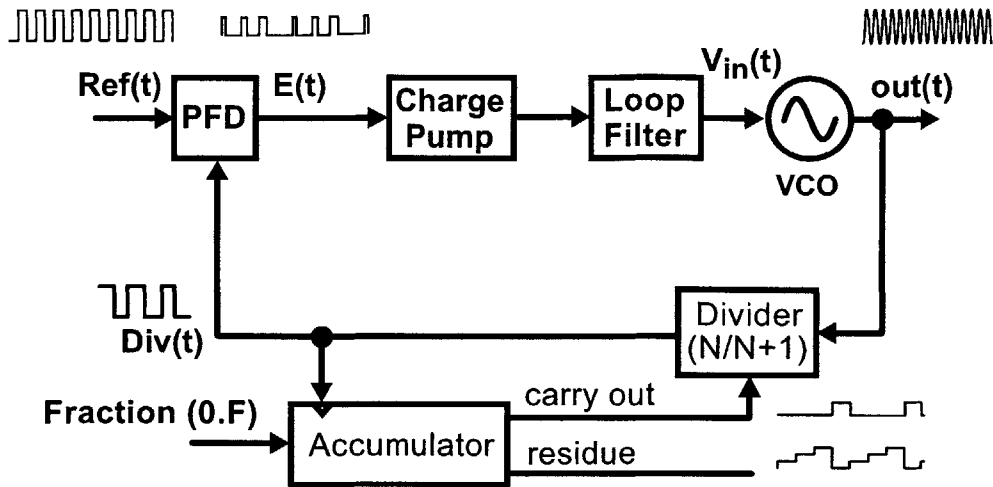 Ref(t)
PFD
E(t)
Charge
Pump
Loop
Filter
Vin(t)
VCO
out(t)
Div(t)
Divider
(N/N+1)
Fraction (0.F)
Accumulator
carry out
residue